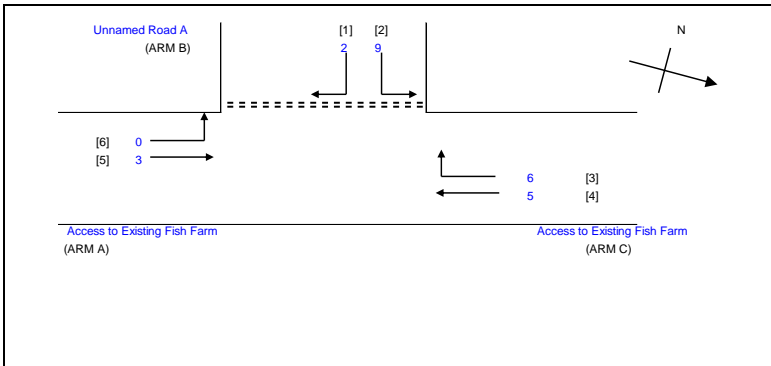 Unnamed Road A [1] [2] N
(ARM B) 2 9
[6] 0
[5] 3
6 [3]
5 [4]
Access to Existing Fish Farm Access to Existing Fish Farm
(ARM A) (ARM C)